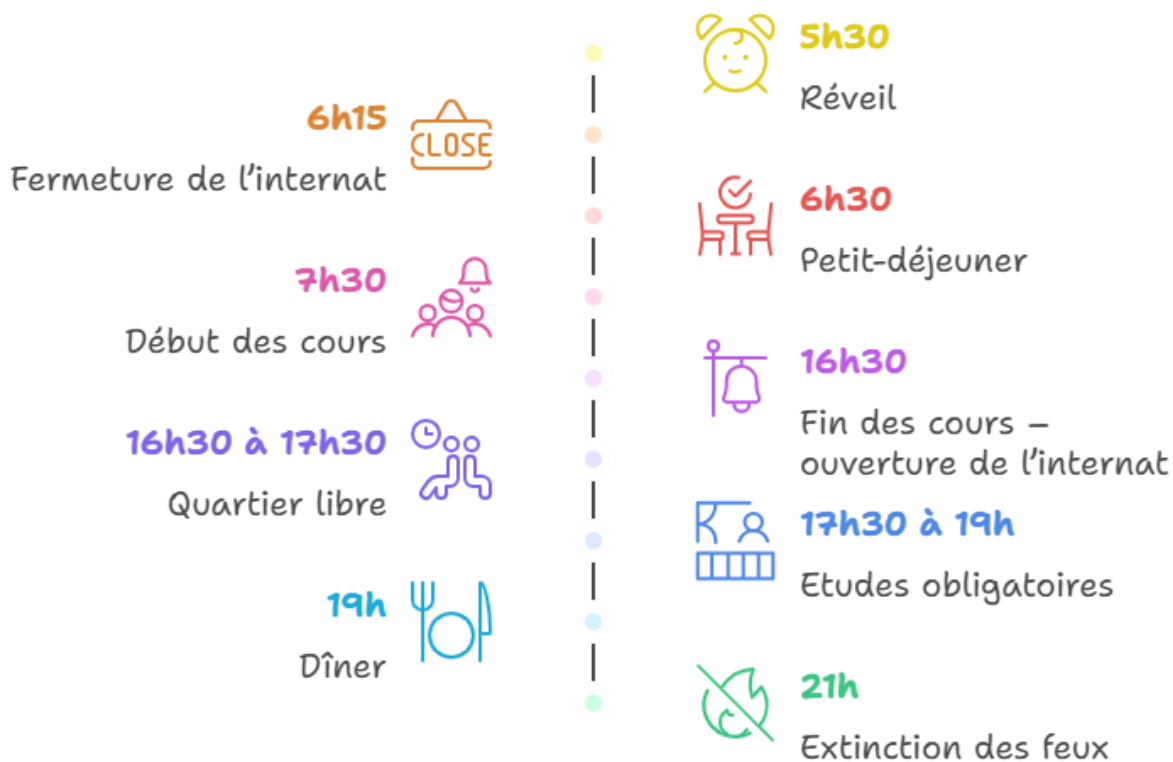 5h30
Réveil
6h15
CLOSE
Fermeture de l'internat
6h30
Petit-déjeuner
7h30
Début des cours
16h30
Fin des cours –
ouverture de l'internat
16h30 à 17h30
Quartier libre
17h30 à 19h
Etudes obligatoires
19h
Dîner
21h
Extinction des feux